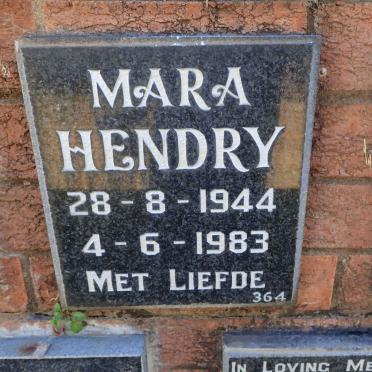 MARA
HENDRY
28 - 8 - 1944
4 - 6 - 1983
MET LIEFDE
364
IN LOVING